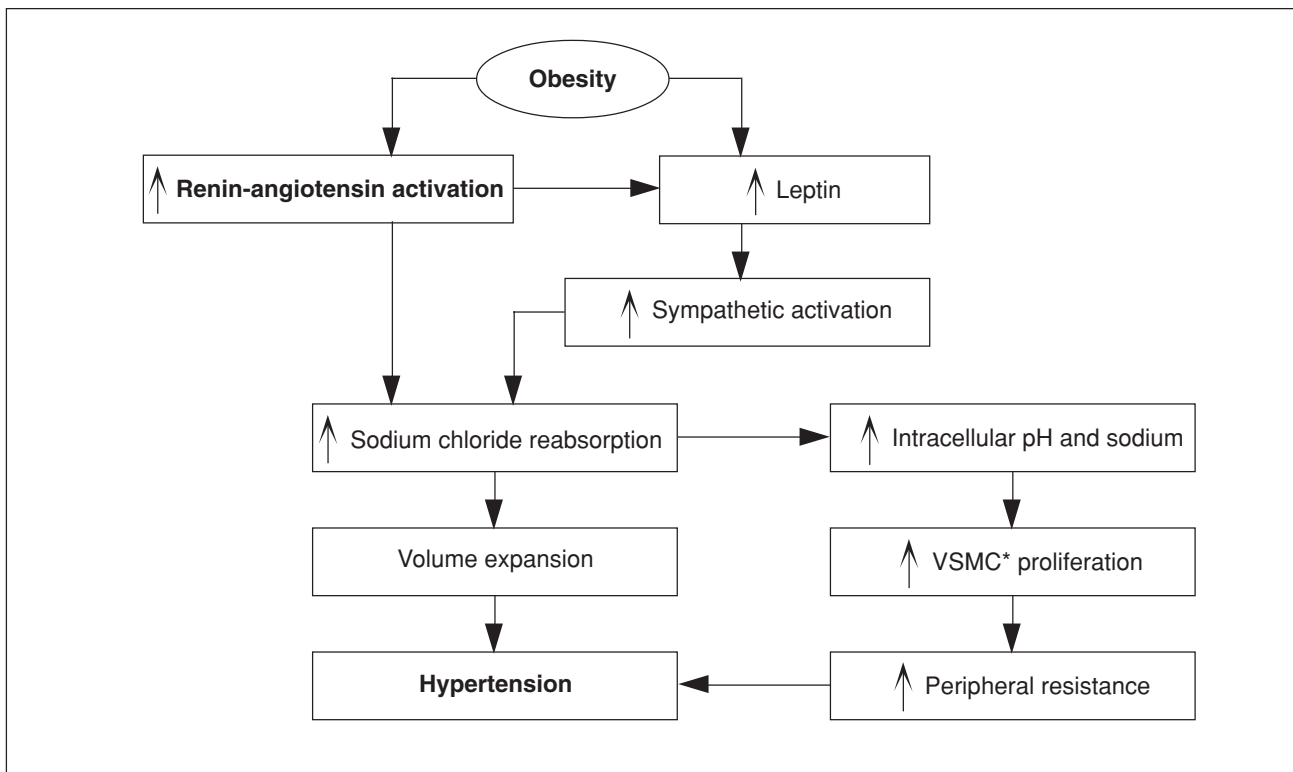 Obesity
↑ Renin-angiotensin activation
↑ Leptin
↑ Sympathetic activation
↑ Sodium chloride reabsorption
↑ Intracellular pH and sodium
Volume expansion
↑ VSMC* proliferation
Hypertension
↑ Peripheral resistance